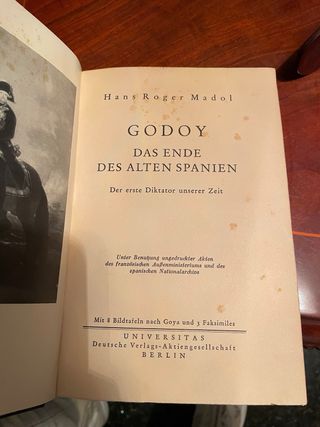 Hans Roger Madol
GODOY
DAS ENDE
DES ALTEN SPANIEN
Der erste Diktator unserer Zeit
Unter Benutzung ungedruckter Akten
des französischen Außenministeriums und des
spanischen Nationalarchivs
Mit 8 Bildtafeln nach Goya und 3 Faksimiles
UNIVERSITAS
Deutsche Verlags-Aktiengesellschaft
BERLIN